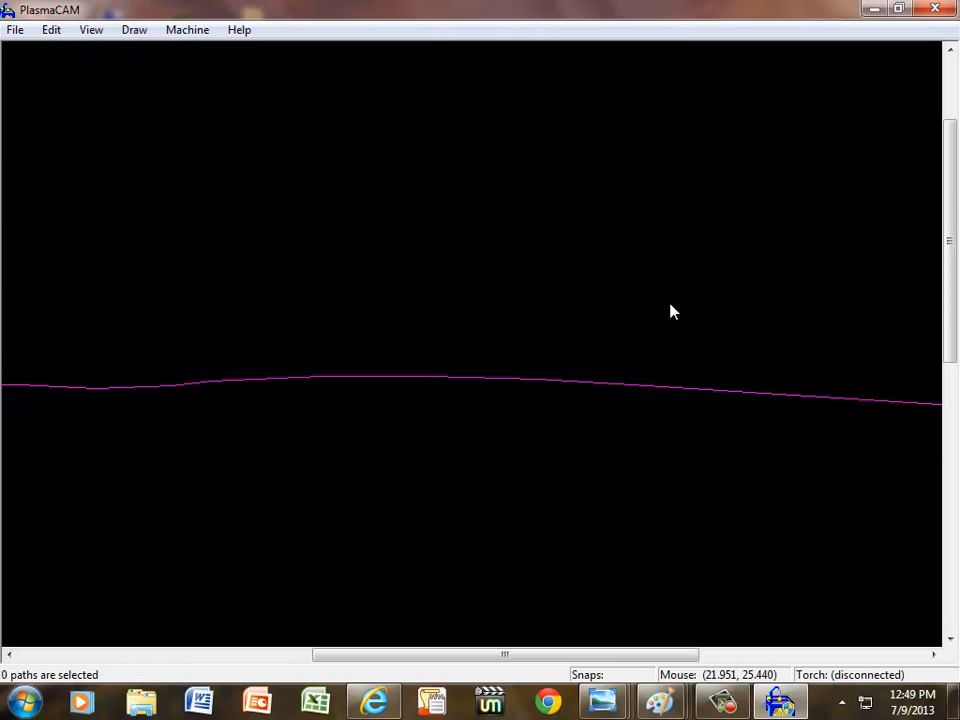 PlasmaCAM
File Edit View Draw Machine Help
0 paths are selected Snaps: Mouse: (21.951, 25.440) Torch: (disconnected)
12:49 PM
7/9/2013